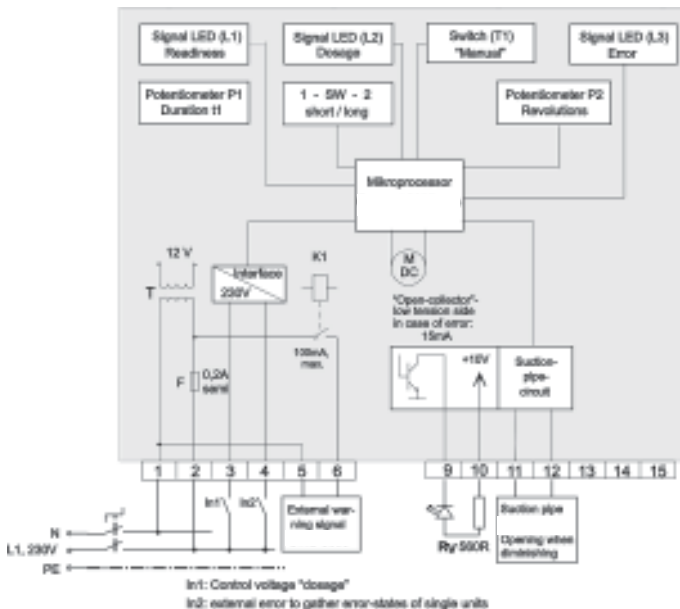 Signal LED (L1)
Readiness
Signal LED (L2)
Dosage
Switch (T1)
"Manual"
Signal LED (L3)
Error
Potentiometer P1
Duration t1
1 - SW - 2
short / long
Potentiometer P2
Revolutions
Mikroprocessor
12 V
T
Interface
230V
K1
M
DC
"Open-collector"-
low tension side
in case of error:
15mA
100mA,
max.
F
0,2A
semi
+10V
Suction-
pipe-
circuit
1 2 3 4 5 6
9 10 11 12 13 14 15
In1
In2
External war-
ning signal
N
L1, 230V
PE
Rv 560R
Suction pipe
Opening when
diminishing
In1: Control voltage "dosage"
In2: external error to gather error-states of single units